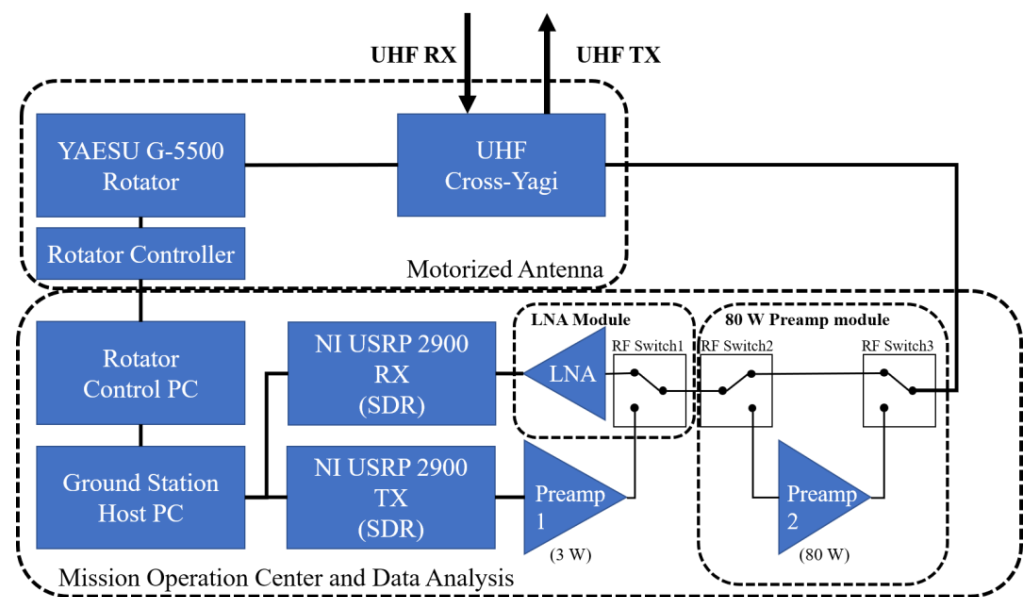 UHF RX
UHF TX
YAESU G-5500
Rotator
UHF
Cross-Yagi
Rotator Controller
Motorized Antenna
Rotator
Control PC
NI USRP 2900
RX
(SDR)
LNA Module
LNA
RF Switch1
80 W Preamp module
RF Switch2
RF Switch3
Ground Station
Host PC
NI USRP 2900
TX
(SDR)
Preamp
1
(3 W)
Preamp
2
(80 W)
Mission Operation Center and Data Analysis